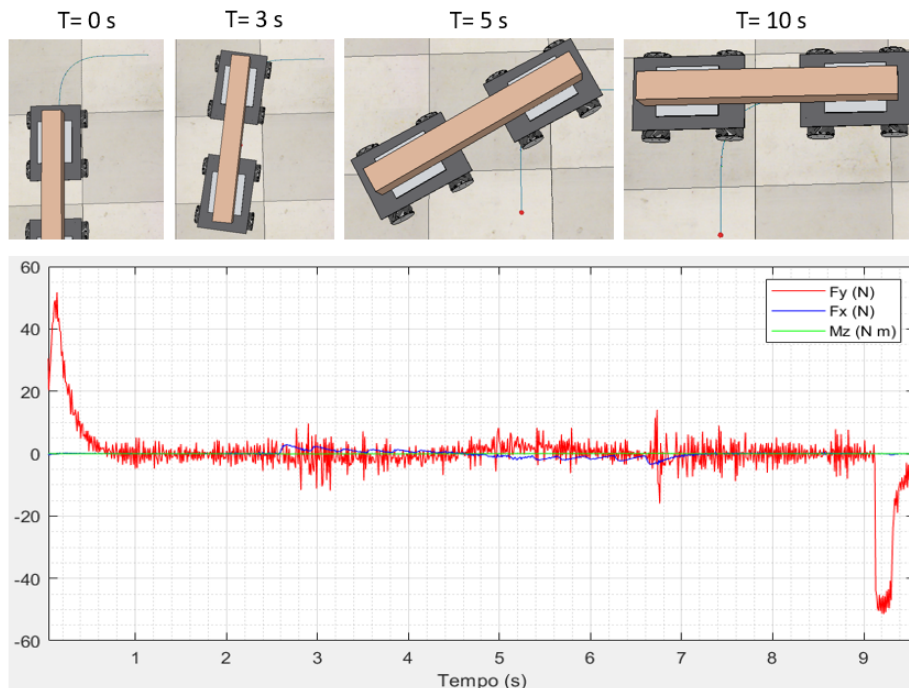 T= 0 s
T= 3 s
T= 5 s
T= 10 s
60
40
20
0
-20
-40
-60
Fy (N)
Fx (N)
Mz (N m)
1 2 3 4 5 6 7 8 9
Tempo (s)